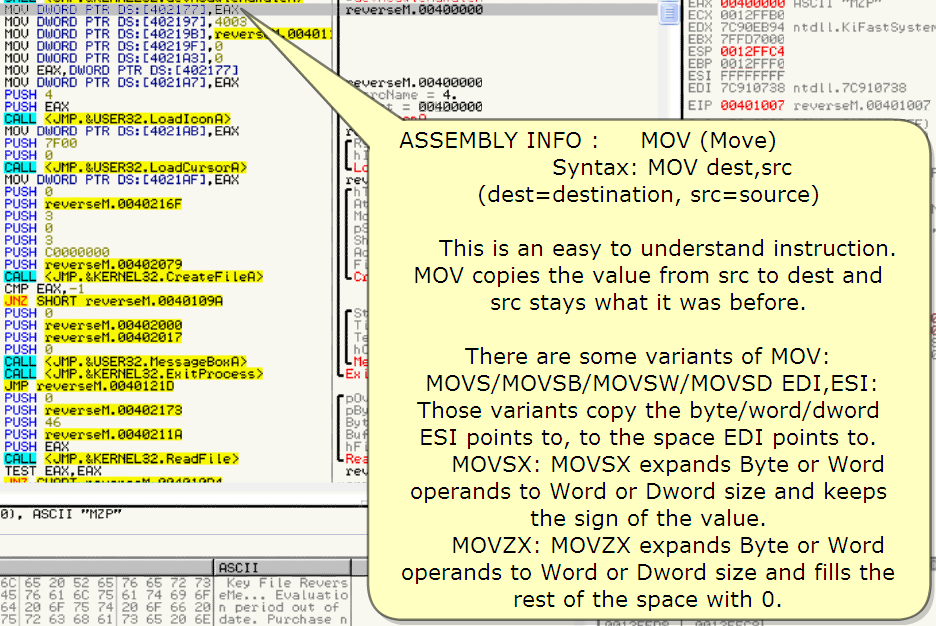 MOV DWORD PTR DS:[402177],EAX
MOV DWORD PTR DS:[402197],4003
MOV DWORD PTR DS:[40219B],reverseM.00401
MOV DWORD PTR DS:[40219F],0
MOV DWORD PTR DS:[4021A3],0
MOV EAX,DWORD PTR DS:[402177]
MOV DWORD PTR DS:[4021A7],EAX
PUSH 4
PUSH EAX
CALL <JMP.&USER32.LoadIconA>
MOV DWORD PTR DS:[4021AB],EAX
PUSH 7F00
PUSH 0
CALL <JMP.&USER32.LoadCursorA>
MOV DWORD PTR DS:[4021AF],EAX
PUSH 0
PUSH reverseM.0040216F
PUSH 3
PUSH 0
PUSH 3
PUSH C0000000
PUSH reverseM.00402079
CALL <JMP.&KERNEL32.CreateFileA>
CMP EAX,-1
JNZ SHORT reverseM.0040109A
PUSH 0
PUSH reverseM.00402000
PUSH reverseM.00402017
PUSH 0
CALL <JMP.&USER32.MessageBoxA>
CALL <JMP.&KERNEL32.ExitProcess>
JMP reverseM.0040121D
PUSH 0
PUSH reverseM.00402173
PUSH 46
PUSH reverseM.0040211A
PUSH EAX
CALL <JMP.&KERNEL32.ReadFile>
TEST EAX,EAX
reverseM.00400000
reverseM.00400000
= 4.
= 00400000
EAX 00400000 ASCII "MZP"
ECX 0012FFB0
EDX 7C90EB94 ntdll.KiFastSystem
EBX 7FFD7000
ESP 0012FFC4
EBP 0012FFF0
ESI FFFFFFFF
EDI 7C910738 ntdll.7C910738
EIP 00401007 reverseM.00401007
ASSEMBLY INFO : MOV (Move)
Syntax: MOV dest,src
(dest=destination, src=source)
This is an easy to understand instruction.
MOV copies the value from src to dest and
src stays what it was before.
There are some variants of MOV:
MOVS/MOVSB/MOVSW/MOVSD EDI,ESI:
Those variants copy the byte/word/dword
ESI points to, to the space EDI points to.
MOVSX: MOVSX expands Byte or Word
operands to Word or Dword size and keeps
the sign of the value.
MOVZX: MOVZX expands Byte or Word
operands to Word or Dword size and fills the
rest of the space with 0.
0), ASCII "MZP"
ASCII
6C 65 20 52 65 76 65 72 73 Key File Revers
45 76 61 6C 75 61 74 69 6F eMe... Evaluatio
64 20 6F 75 74 20 6F 66 20 n period out of
75 72 63 68 61 73 65 20 6E date. Purchase n